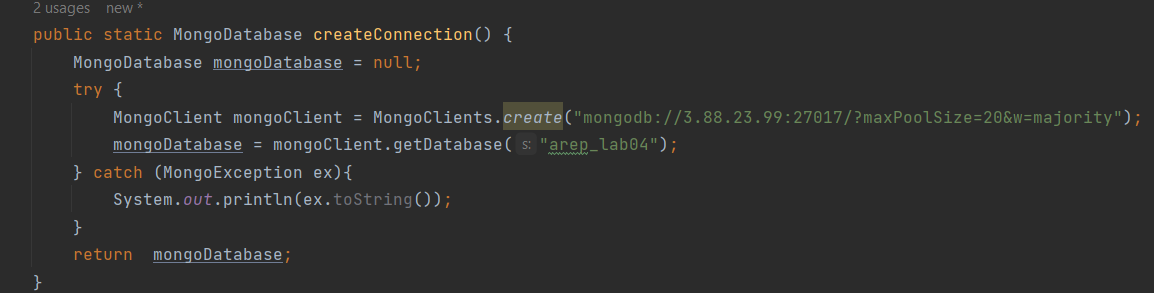 2 usages   new *
public static MongoDatabase createConnection() {
    MongoDatabase mongoDatabase = null;
    try {
        MongoClient mongoClient = MongoClients.create("mongodb://3.88.23.99:27017/?maxPoolSize=20&w=majority");
        mongoDatabase = mongoClient.getDatabase( s: "arep_lab04");
    } catch (MongoException ex){
        System.out.println(ex.toString());
    }
    return  mongoDatabase;
}